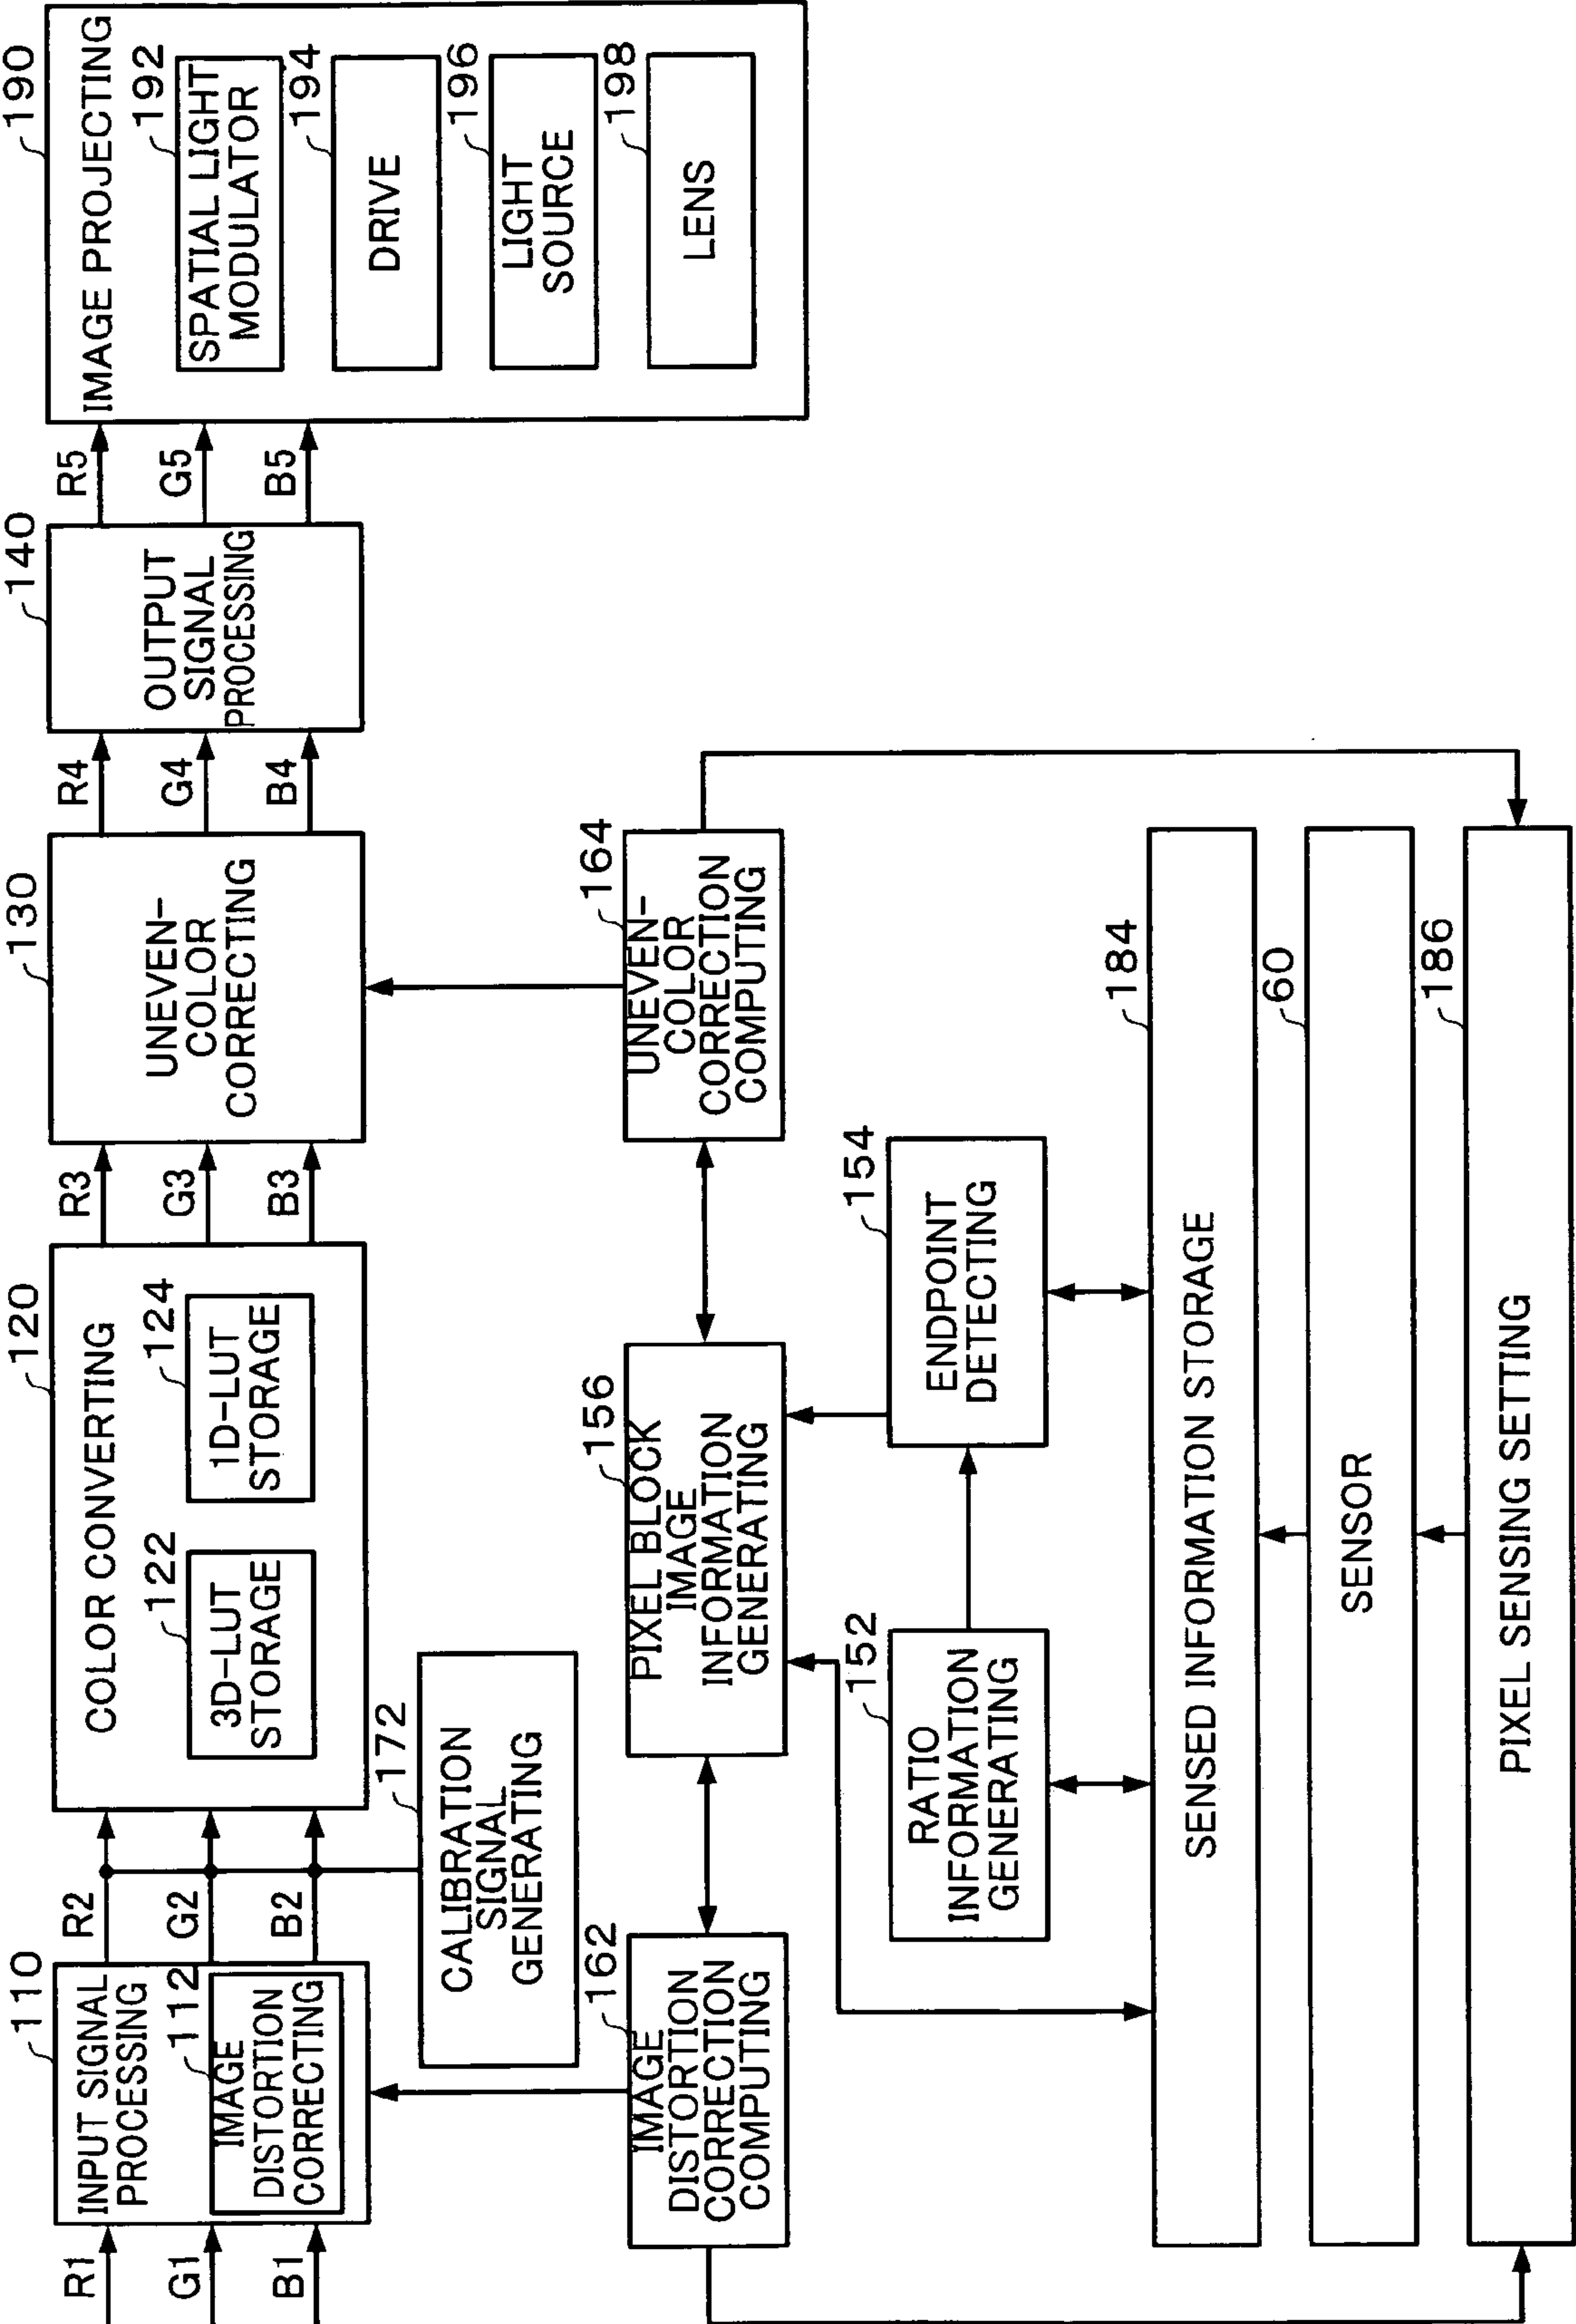 R1
G1
B1
110
INPUT SIGNAL
PROCESSING
112
IMAGE
DISTORTION
CORRECTING
R2
G2
B2
120
COLOR CONVERTING
122
3D-LUT
STORAGE
124
1D-LUT
STORAGE
R3
G3
B3
130
UNEVEN-
COLOR
CORRECTING
R4
G4
B4
140
OUTPUT
SIGNAL
PROCESSING
R5
G5
B5
190
IMAGE PROJECTING
192
SPATIAL LIGHT
MODULATOR
194
DRIVE
196
LIGHT
SOURCE
198
LENS
172
CALIBRATION
SIGNAL
GENERATING
162
IMAGE
DISTORTION
CORRECTION
COMPUTING
156
PIXEL BLOCK
IMAGE
INFORMATION
GENERATING
164
UNEVEN-
COLOR
CORRECTION
COMPUTING
152
RATIO
INFORMATION
GENERATING
154
ENDPOINT
DETECTING
184
SENSED INFORMATION STORAGE
60
SENSOR
186
PIXEL SENSING SETTING